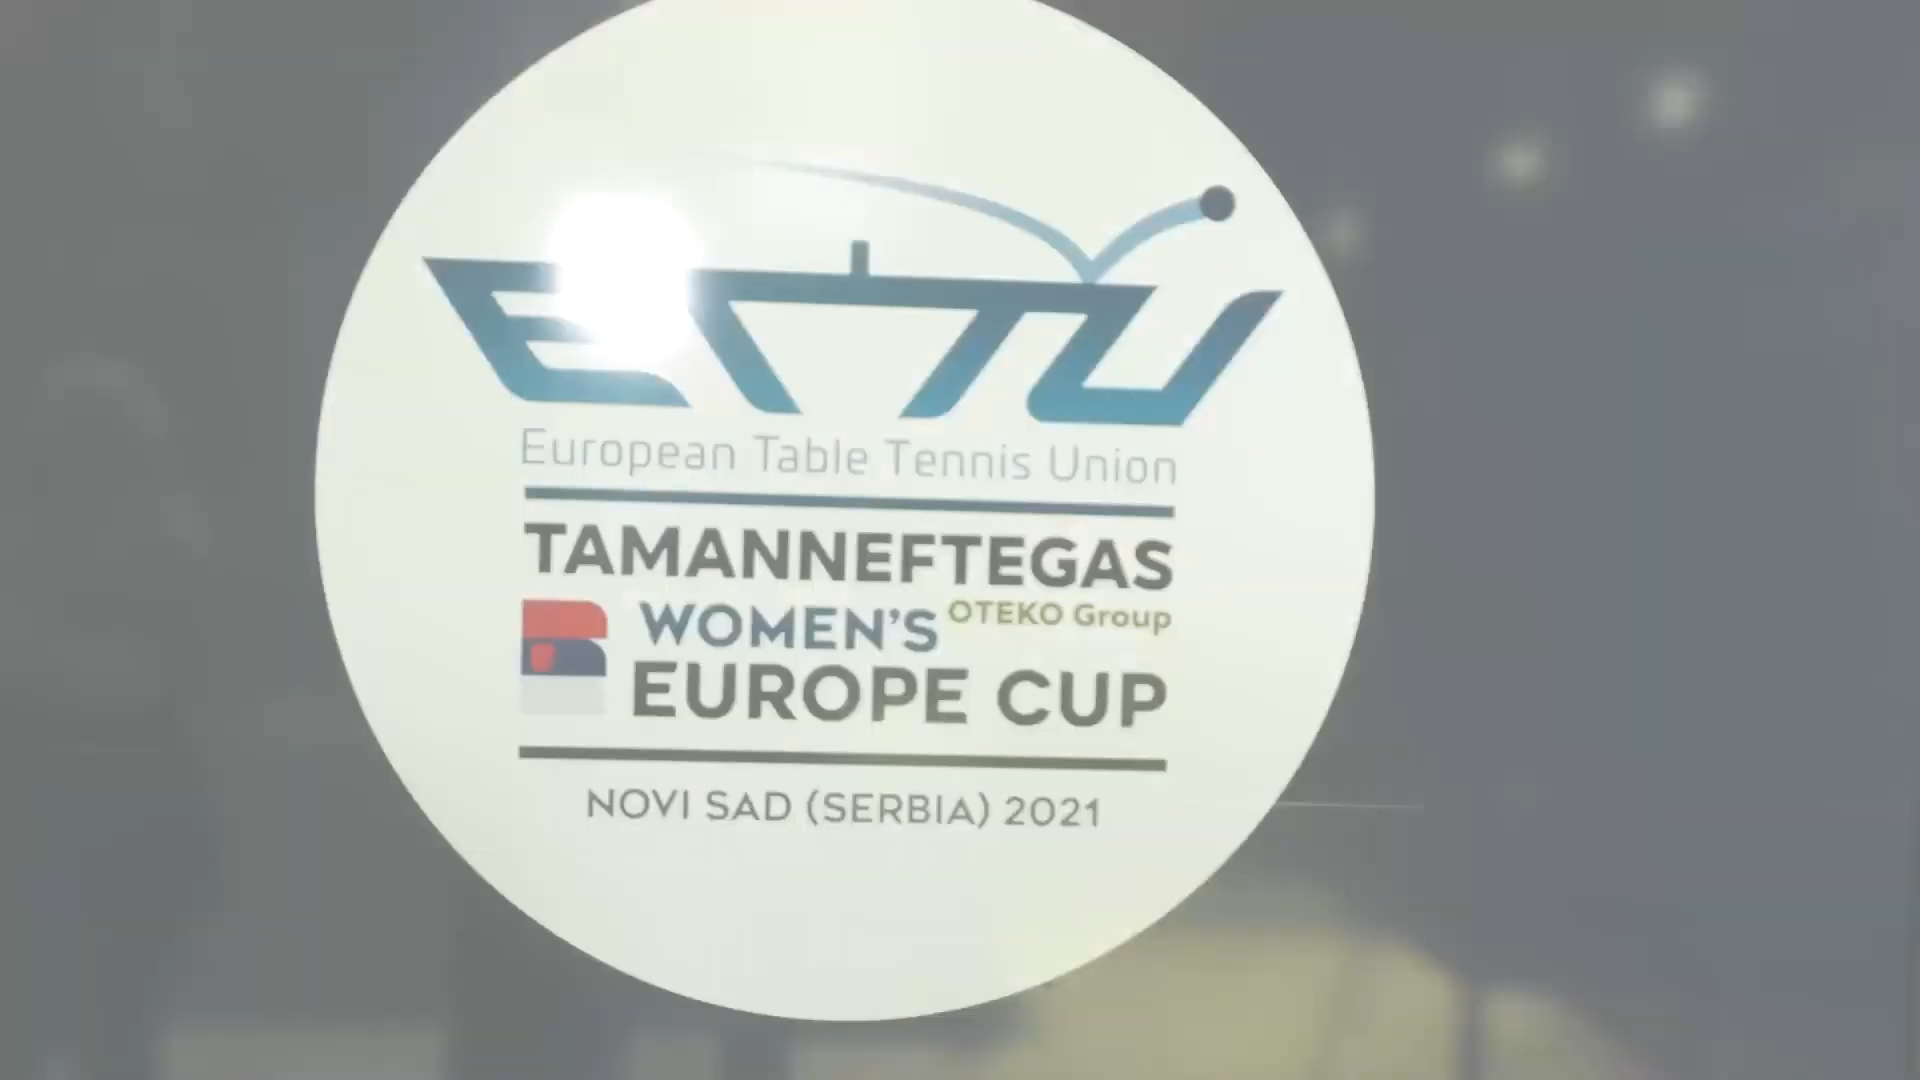 ETTU
European Table Tennis Union
TAMANNEFTEGAS
OTEKO Group
WOMEN'S
EUROPE CUP
NOVI SAD (SERBIA) 2021